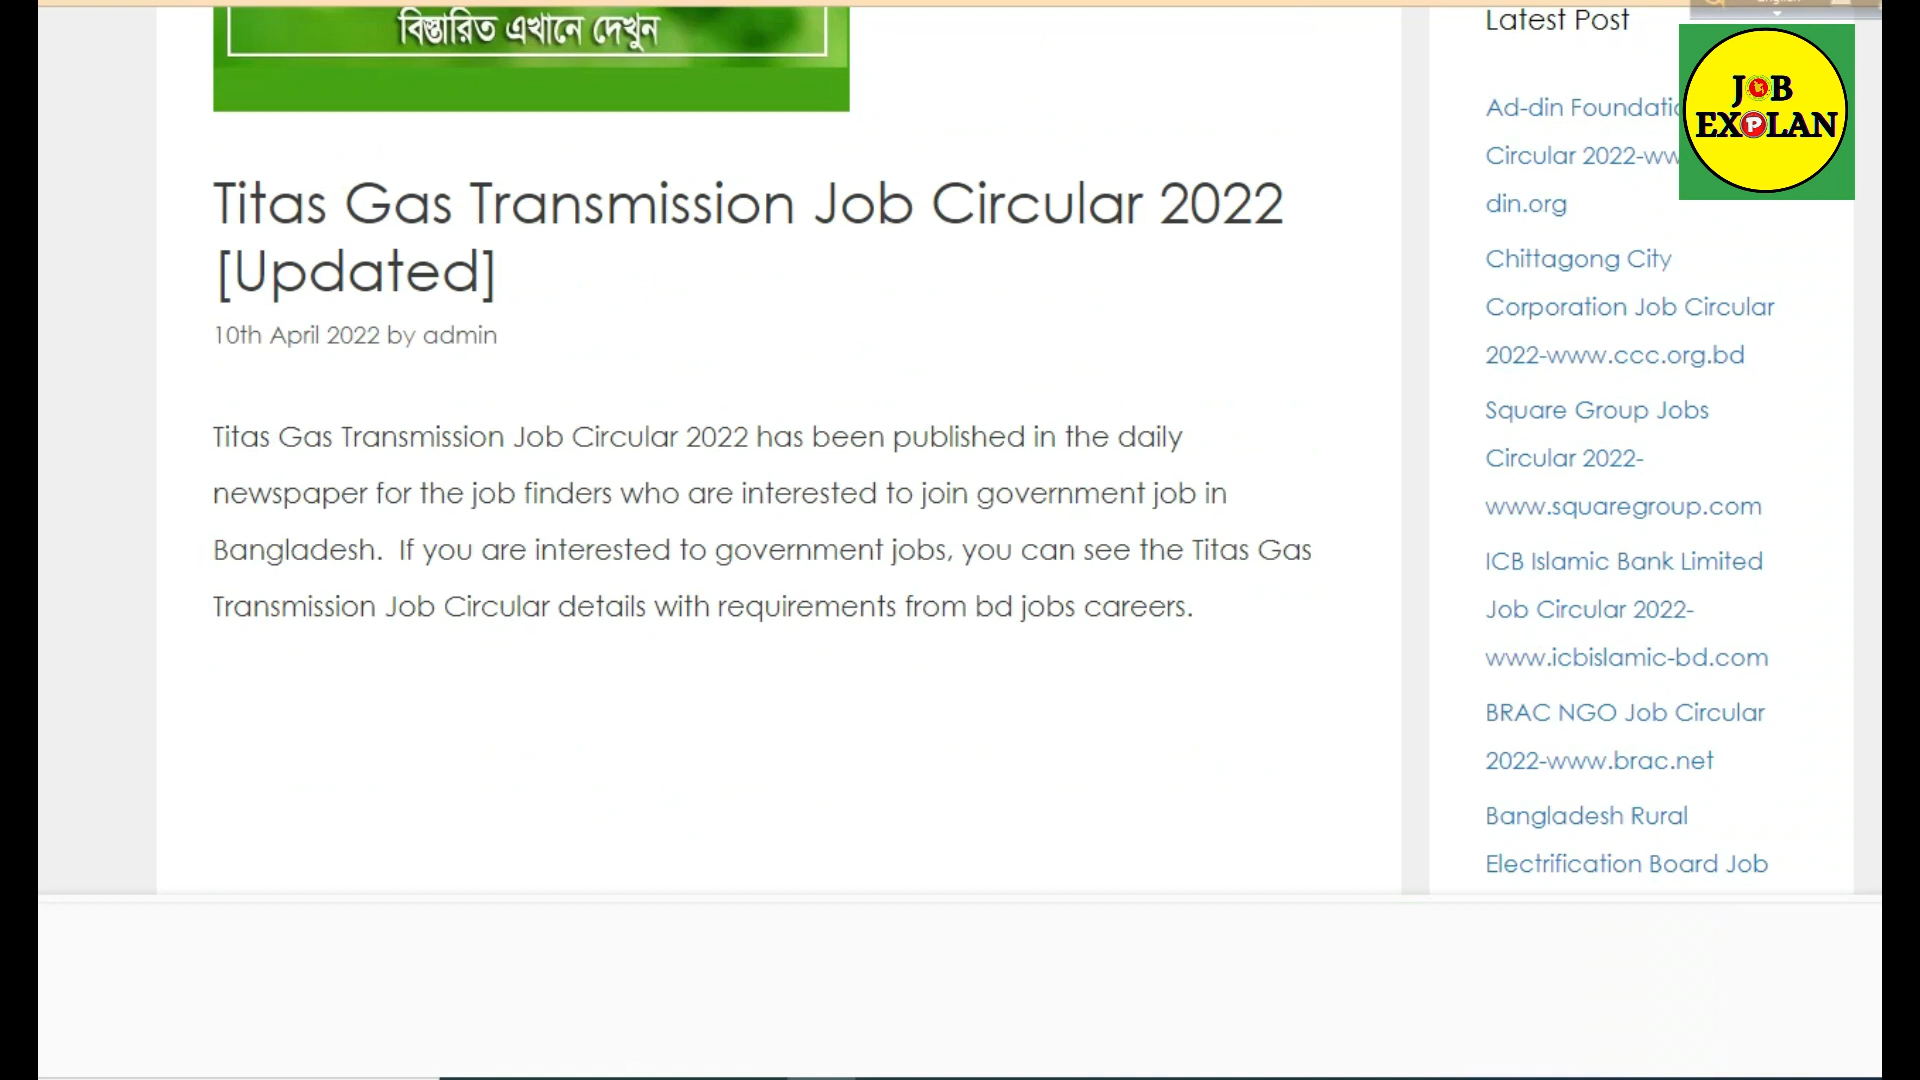 বিস্তারিত এখানে দেখুন
Titas Gas Transmission Job Circular 2022
[Updated]
10th April 2022 by admin
Titas Gas Transmission Job Circular 2022 has been published in the daily
newspaper for the job finders who are interested to join government job in
Bangladesh.  If you are interested to government jobs, you can see the Titas Gas
Transmission Job Circular details with requirements from bd jobs careers.
Latest Post
JOB
EXPLAN
Ad-din
Circular
din.org
Chittagong City
Corporation Job Circular
2022-www.ccc.org.bd
Square Group Jobs
Circular 2022-
www.squaregroup.com
ICB Islamic Bank Limited
Job Circular 2022-
www.icbislamic-bd.com
BRAC NGO Job Circular
2022-www.brac.net
Bangladesh Rural
Electrification Board Job